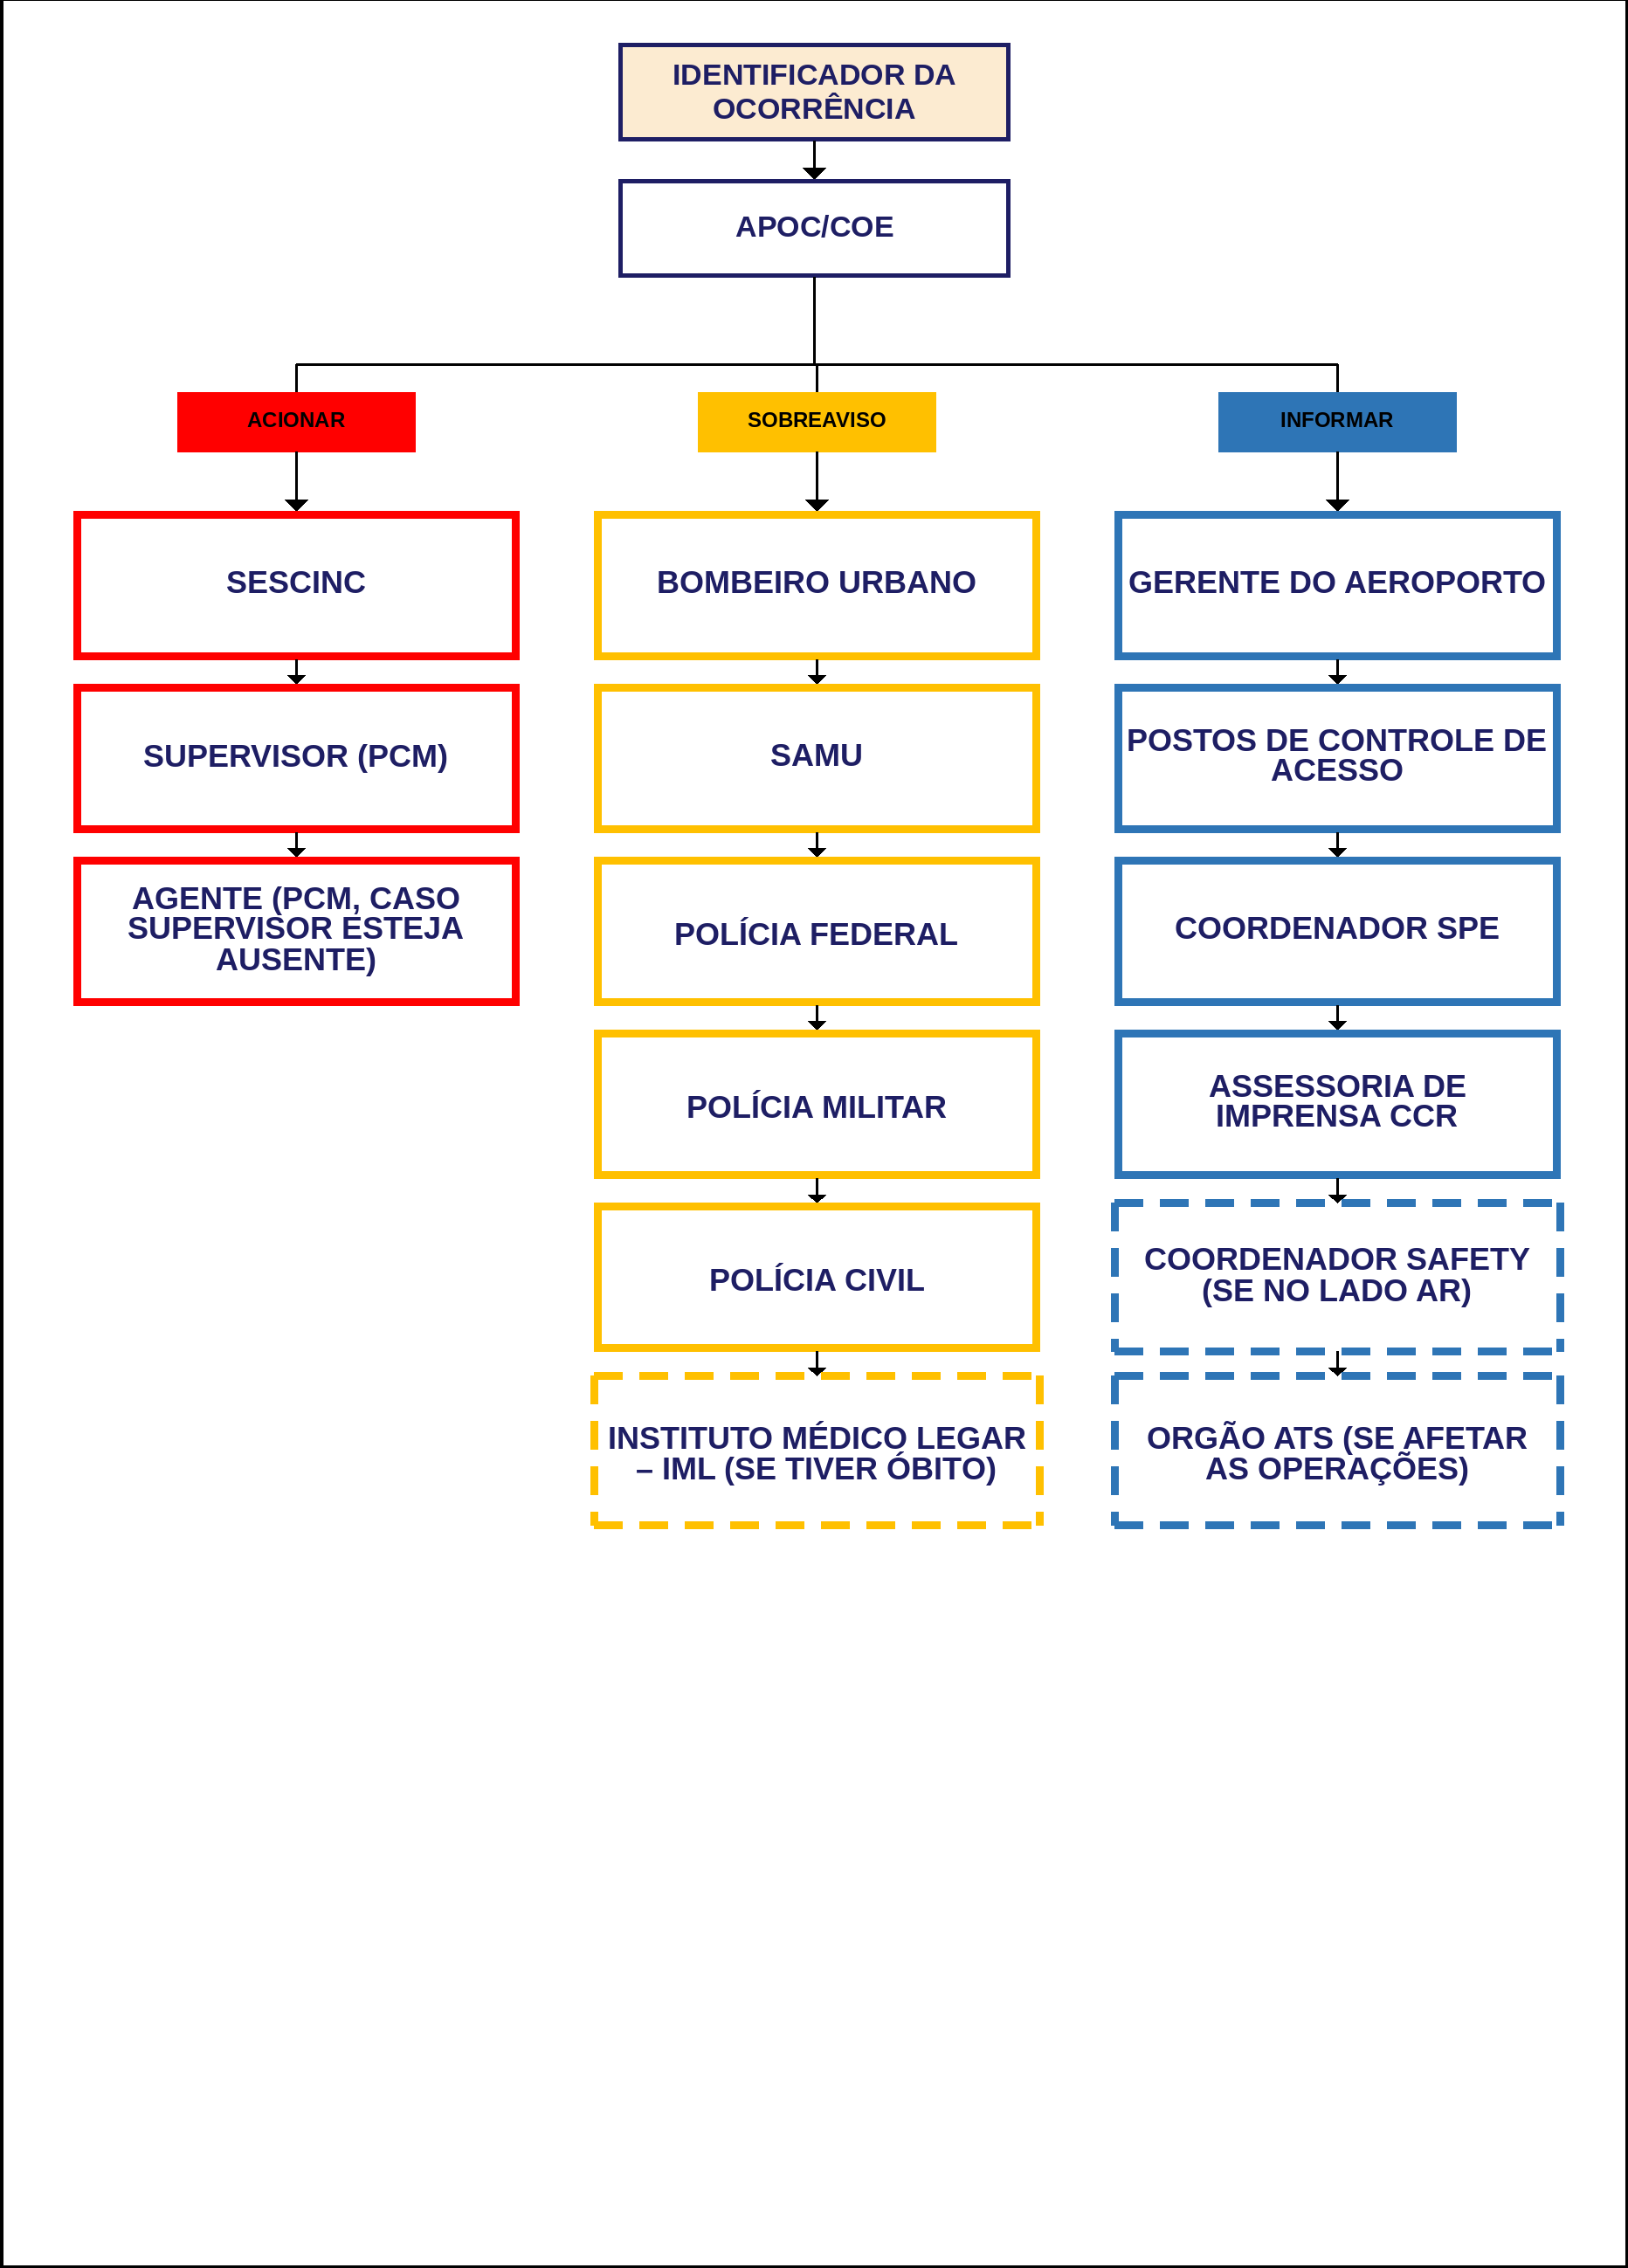 IDENTIFICADOR DA
OCORRÊNCIA
APOC/COE
ACIONAR
SOBREAVISO
INFORMAR
SESCINC
SUPERVISOR (PCM)
AGENTE (PCM, CASO
SUPERVISOR ESTEJA
AUSENTE)
BOMBEIRO URBANO
SAMU
POLÍCIA FEDERAL
POLÍCIA MILITAR
POLÍCIA CIVIL
INSTITUTO MÉDICO LEGAR
– IML (SE TIVER ÓBITO)
GERENTE DO AEROPORTO
POSTOS DE CONTROLE DE
ACESSO
COORDENADOR SPE
ASSESSORIA DE
IMPRENSA CCR
COORDENADOR SAFETY
(SE NO LADO AR)
ORGÃO ATS (SE AFETAR
AS OPERAÇÕES)